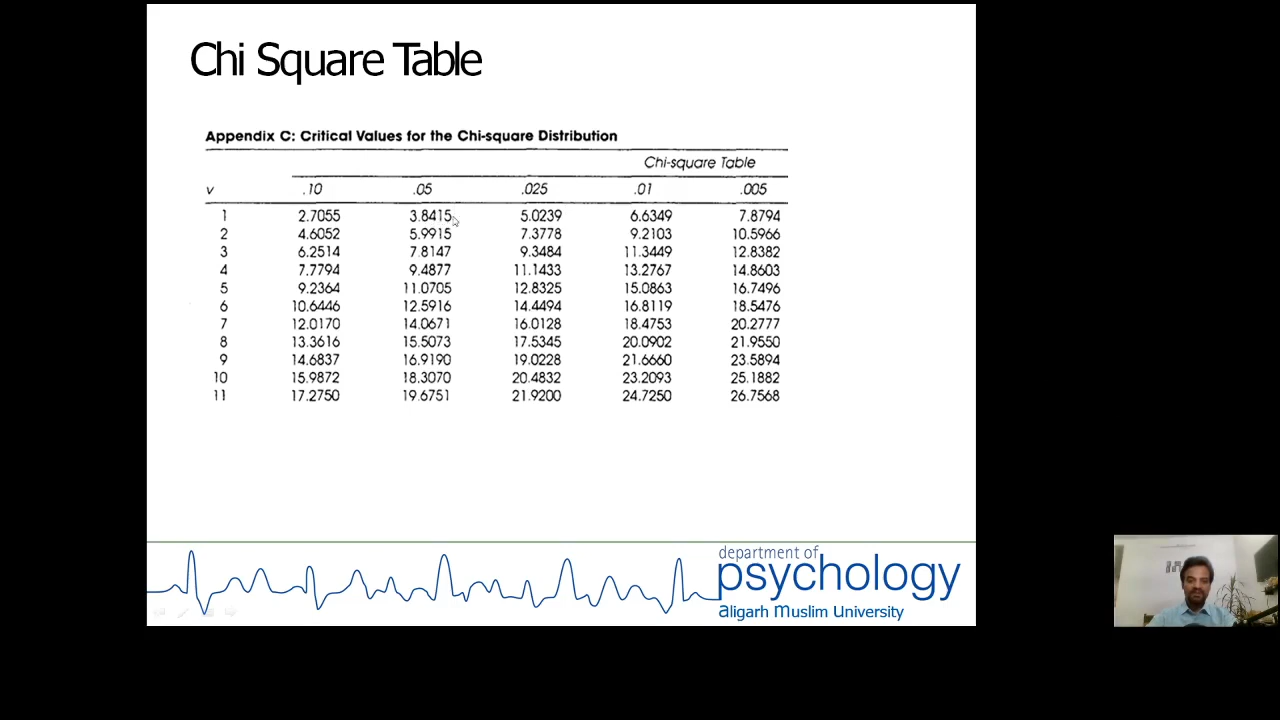 Chi Square Table
Appendix C: Critical Values for the Chi-square Distribution
Chi-square Table
v .10 .05 .025 .01 .005
1 2.7055 3.8415 5.0239 6.6349 7.8794
2 4.6052 5.9915 7.3778 9.2103 10.5966
3 6.2514 7.8147 9.3484 11.3449 12.8382
4 7.7794 9.4877 11.1433 13.2767 14.8603
5 9.2364 11.0705 12.8325 15.0863 16.7496
6 10.6446 12.5916 14.4494 16.8119 18.5476
7 12.0170 14.0671 16.0128 18.4753 20.2777
8 13.3616 15.5073 17.5345 20.0902 21.9550
9 14.6837 16.9190 19.0228 21.6660 23.5894
10 15.9872 18.3070 20.4832 23.2093 25.1882
11 17.2750 19.6751 21.9200 24.7250 26.7568
department of
psychology
aligarh muslim University